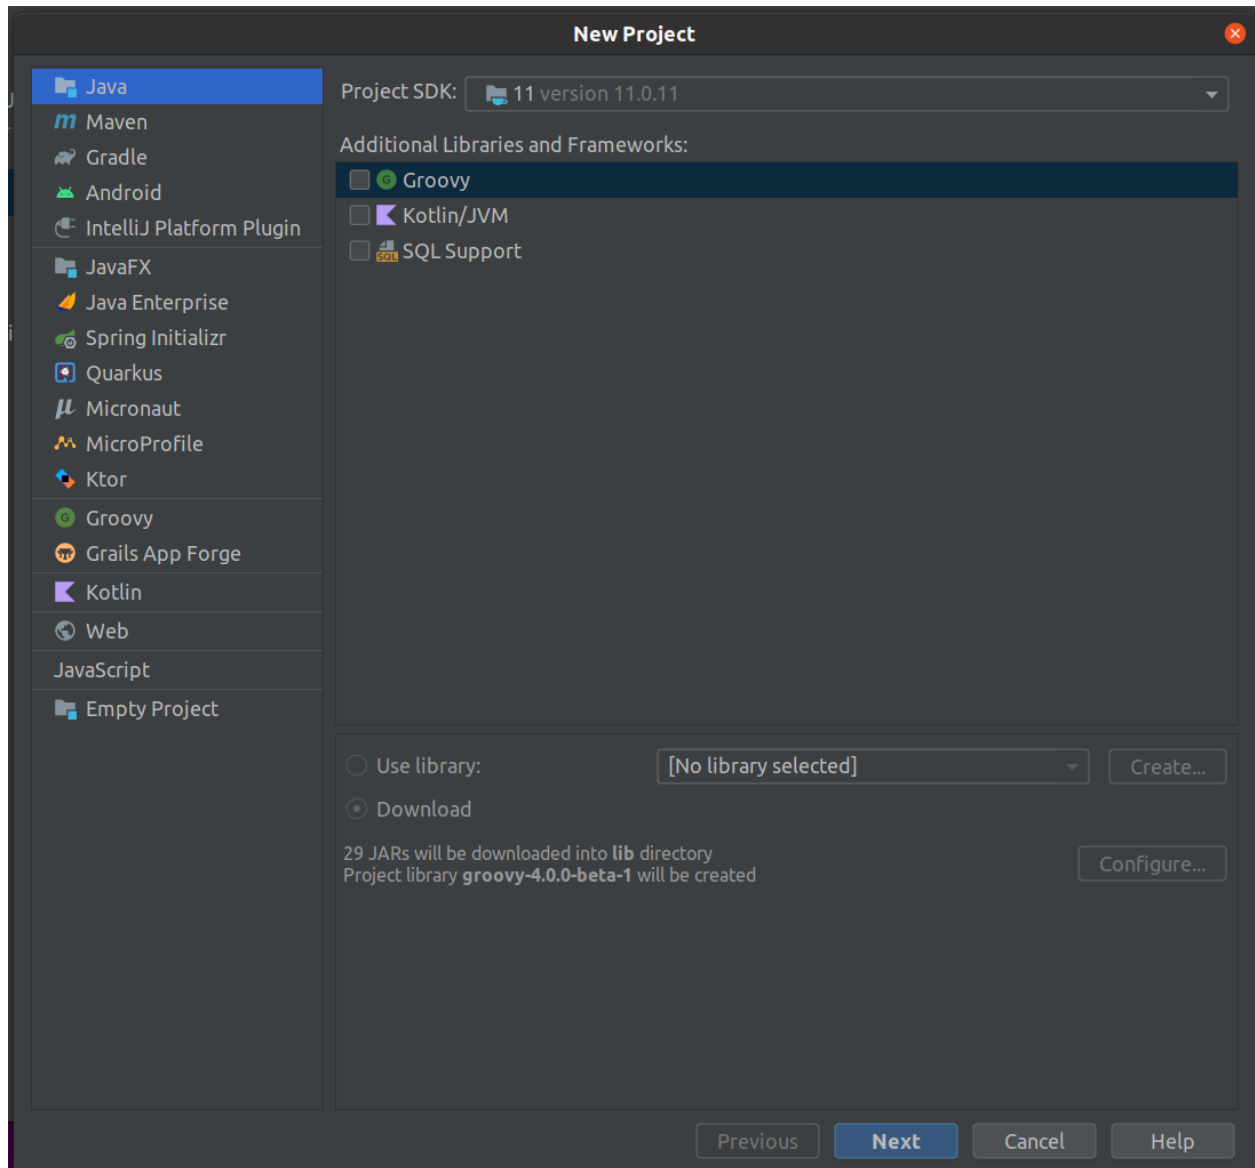 New Project
Java
Maven
Gradle
Android
IntelliJ Platform Plugin
JavaFX
Java Enterprise
Spring Initializr
Quarkus
Micronaut
MicroProfile
Ktor
Groovy
Grails App Forge
Kotlin
Web
JavaScript
Empty Project
Project SDK: 11 version 11.0.11
Additional Libraries and Frameworks:
Groovy
Kotlin/JVM
SQL Support
Use library: [No library selected] Create...
Download
29 JARs will be downloaded into lib directory
Project library groovy-4.0.0-beta-1 will be created
Configure...
Previous Next Cancel Help